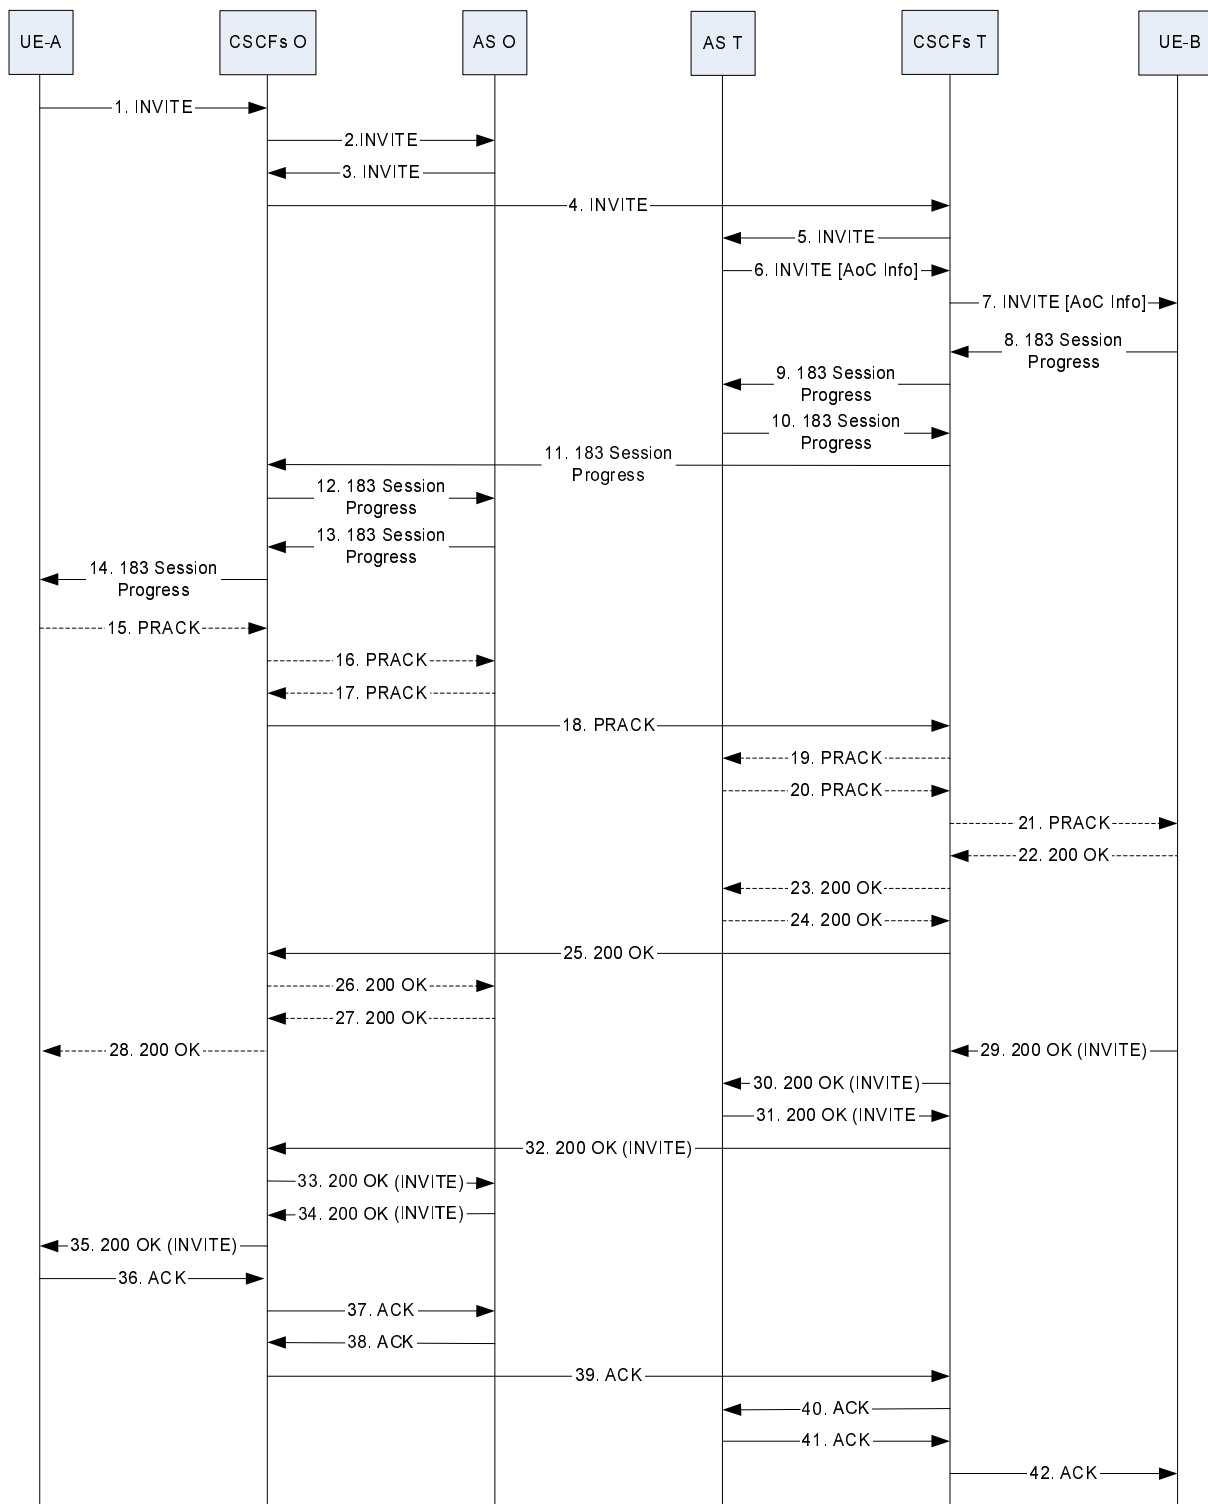 UE-A
CSCFs O
AS O
AS T
CSCFs T
UE-B
1. INVITE
2.INVITE
3. INVITE
4. INVITE
5. INVITE
6. INVITE [AoC Info]
7. INVITE [AoC Info]
8. 183 Session
Progress
9. 183 Session
Progress
10. 183 Session
Progress
11. 183 Session
Progress
12. 183 Session
Progress
13. 183 Session
Progress
14. 183 Session
Progress
15. PRACK
16. PRACK
17. PRACK
18. PRACK
19. PRACK
20. PRACK
21. PRACK
22. 200 OK
23. 200 OK
24. 200 OK
25. 200 OK
26. 200 OK
27. 200 OK
28. 200 OK
29. 200 OK (INVITE)
30. 200 OK (INVITE)
31. 200 OK (INVITE
32. 200 OK (INVITE)
33. 200 OK (INVITE)
34. 200 OK (INVITE)
35. 200 OK (INVITE)
36. ACK
37. ACK
38. ACK
39. ACK
40. ACK
41. ACK
42. ACK